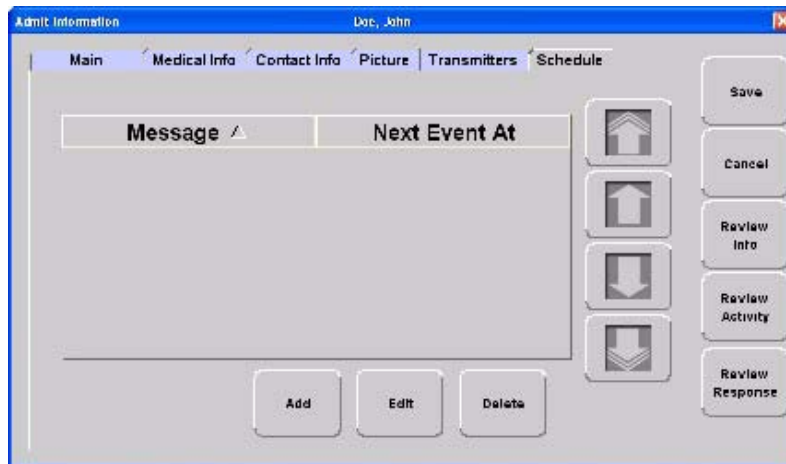 Admit Information Doe, John
Main Medical Info Contact Info Picture Transmitters Schedule
Message Next Event At
Save
Cancel
Review
Info
Review
Activity
Review
Response
Add Edit Delete